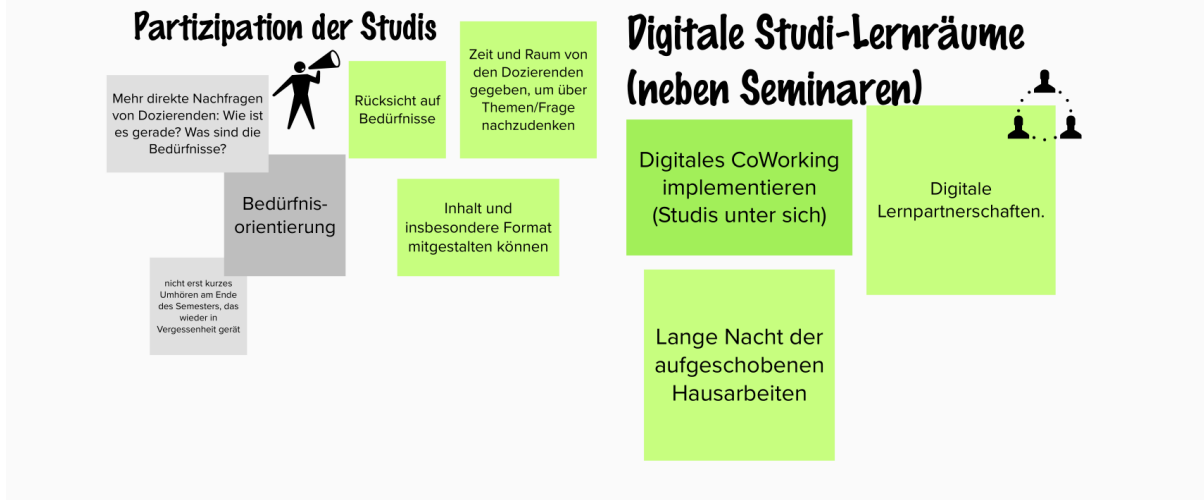 Partizipation der Studis
Mehr direkte Nachfragen
von Dozierenden: Wie ist
es gerade? Was sind die
Bedürfnisse?
Rücksicht auf
Bedürfnisse
Zeit und Raum von
den Dozierenden
gegeben, um über
Themen/Frage
nachzudenken
Bedürfnis-
orientierung
Inhalt und
insbesondere Format
mitgestalten können
nicht erst kurzes
Umhören am Ende
des Semesters, das
wieder in
Vergessenheit gerät
Digitale Studi-Lernräume
(neben Seminaren)
Digitales CoWorking
implementieren
(Studis unter sich)
Digitale
Lernpartnerschaften.
Lange Nacht der
aufgeschobenen
Hausarbeiten